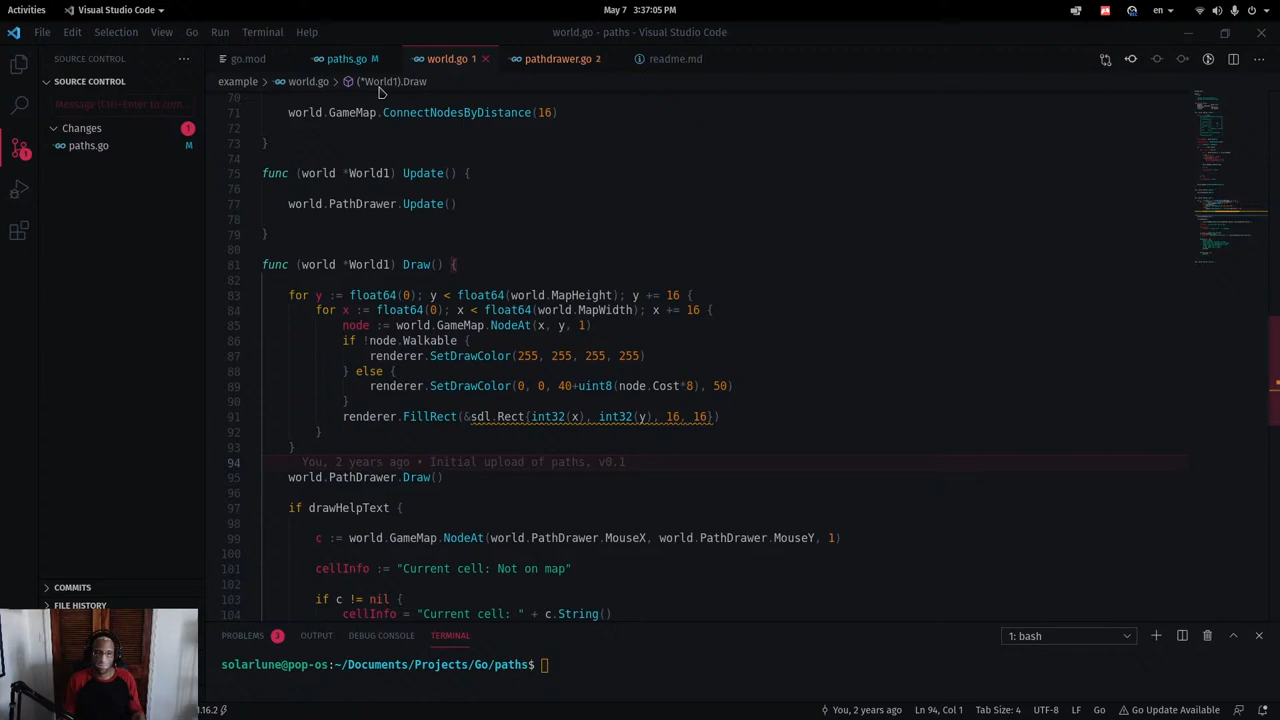 Activities
Visual Studio Code
May 7 3:37:05 PM
en
File Edit Selection View Go Run Terminal Help
world.go - paths - Visual Studio Code
SOURCE CONTROL
go.mod
paths.go M
world.go 1
pathdrawer.go 2
readme.md
SOURCE CONTROL
example > world.go > (*World1).Draw
Message (Ctrl+Enter to com...
Changes 1
paths.go M
70
71 world.GameMap.ConnectNodesByDistance(16)
72
73 }
74
75 func (world *World1) Update() {
76
77 world.PathDrawer.Update()
78
79 }
80
81 func (world *World1) Draw() {
82
83 for y := float64(0); y < float64(world.MapHeight); y += 16 {
84 for x := float64(0); x < float64(world.MapWidth); x += 16 {
85 node := world.GameMap.NodeAt(x, y, 1)
86 if !node.Walkable {
87 renderer.SetDrawColor(255, 255, 255, 255)
88 } else {
89 renderer.SetDrawColor(0, 0, 40+uint8(node.Cost*8), 50)
90 }
91 renderer.FillRect(&sdl.Rect{int32(x), int32(y), 16, 16})
92 }
93 }
94 You, 2 years ago • Initial upload of paths, v0.1
95 world.PathDrawer.Draw()
96
97 if drawHelpText {
98
99 c := world.GameMap.NodeAt(world.PathDrawer.MouseX, world.PathDrawer.MouseY, 1)
100
101 cellInfo := "Current cell: Not on map"
102
103 if c != nil {
104 cellInfo = "Current cell: " + c.String()
COMMITS
FILE HISTORY
PROBLEMS 3 OUTPUT DEBUG CONSOLE TERMINAL
1: bash
solarlune@pop-os:~/Documents/Projects/Go/paths$
1.16.2
You, 2 years ago Ln 94, Col 1 Tab Size: 4 UTF-8 LF Go Go Update Available